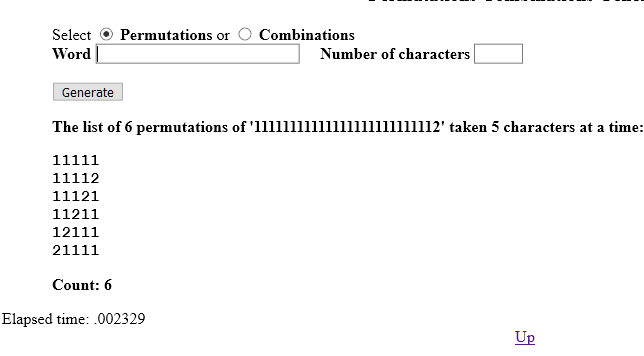 Select Permutations or Combinations
Word Number of characters
Generate
The list of 6 permutations of '11111111111111111111111112' taken 5 characters at a time:
11111
11112
11121
11211
12111
21111
Count: 6
Elapsed time: .002329
Up